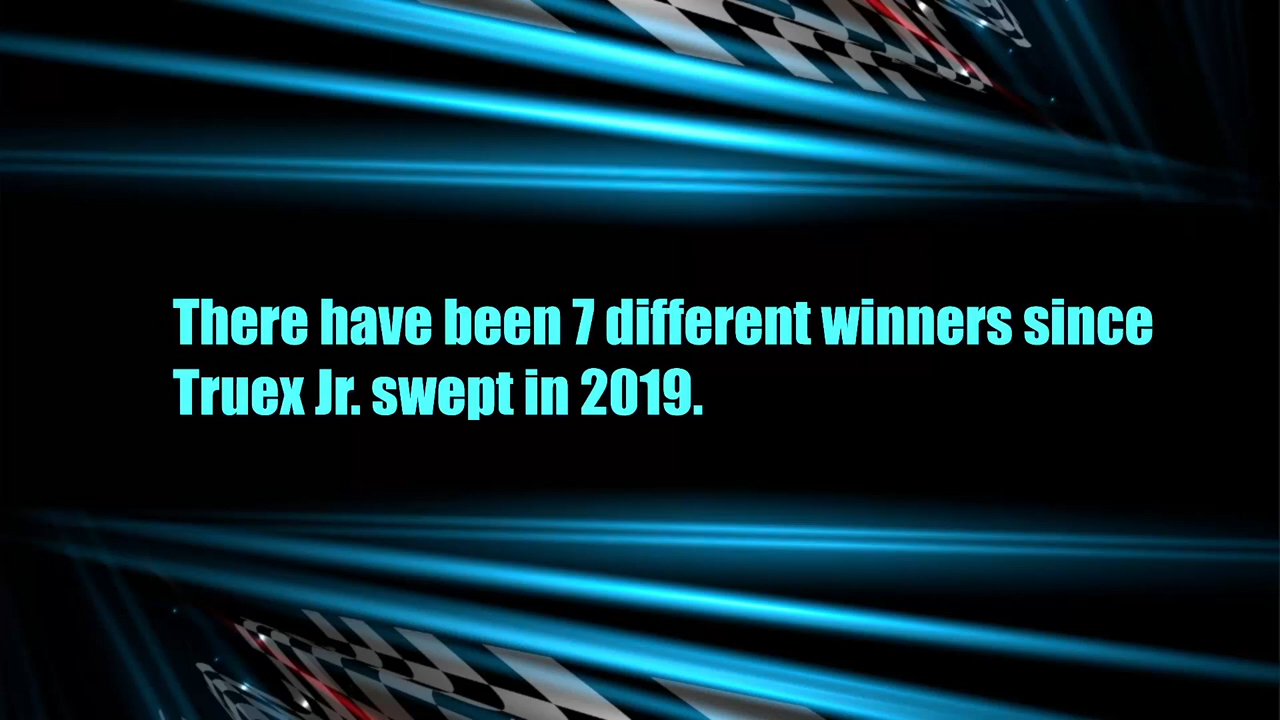 There have been 7 different winners since
Truex Jr. swept in 2019.